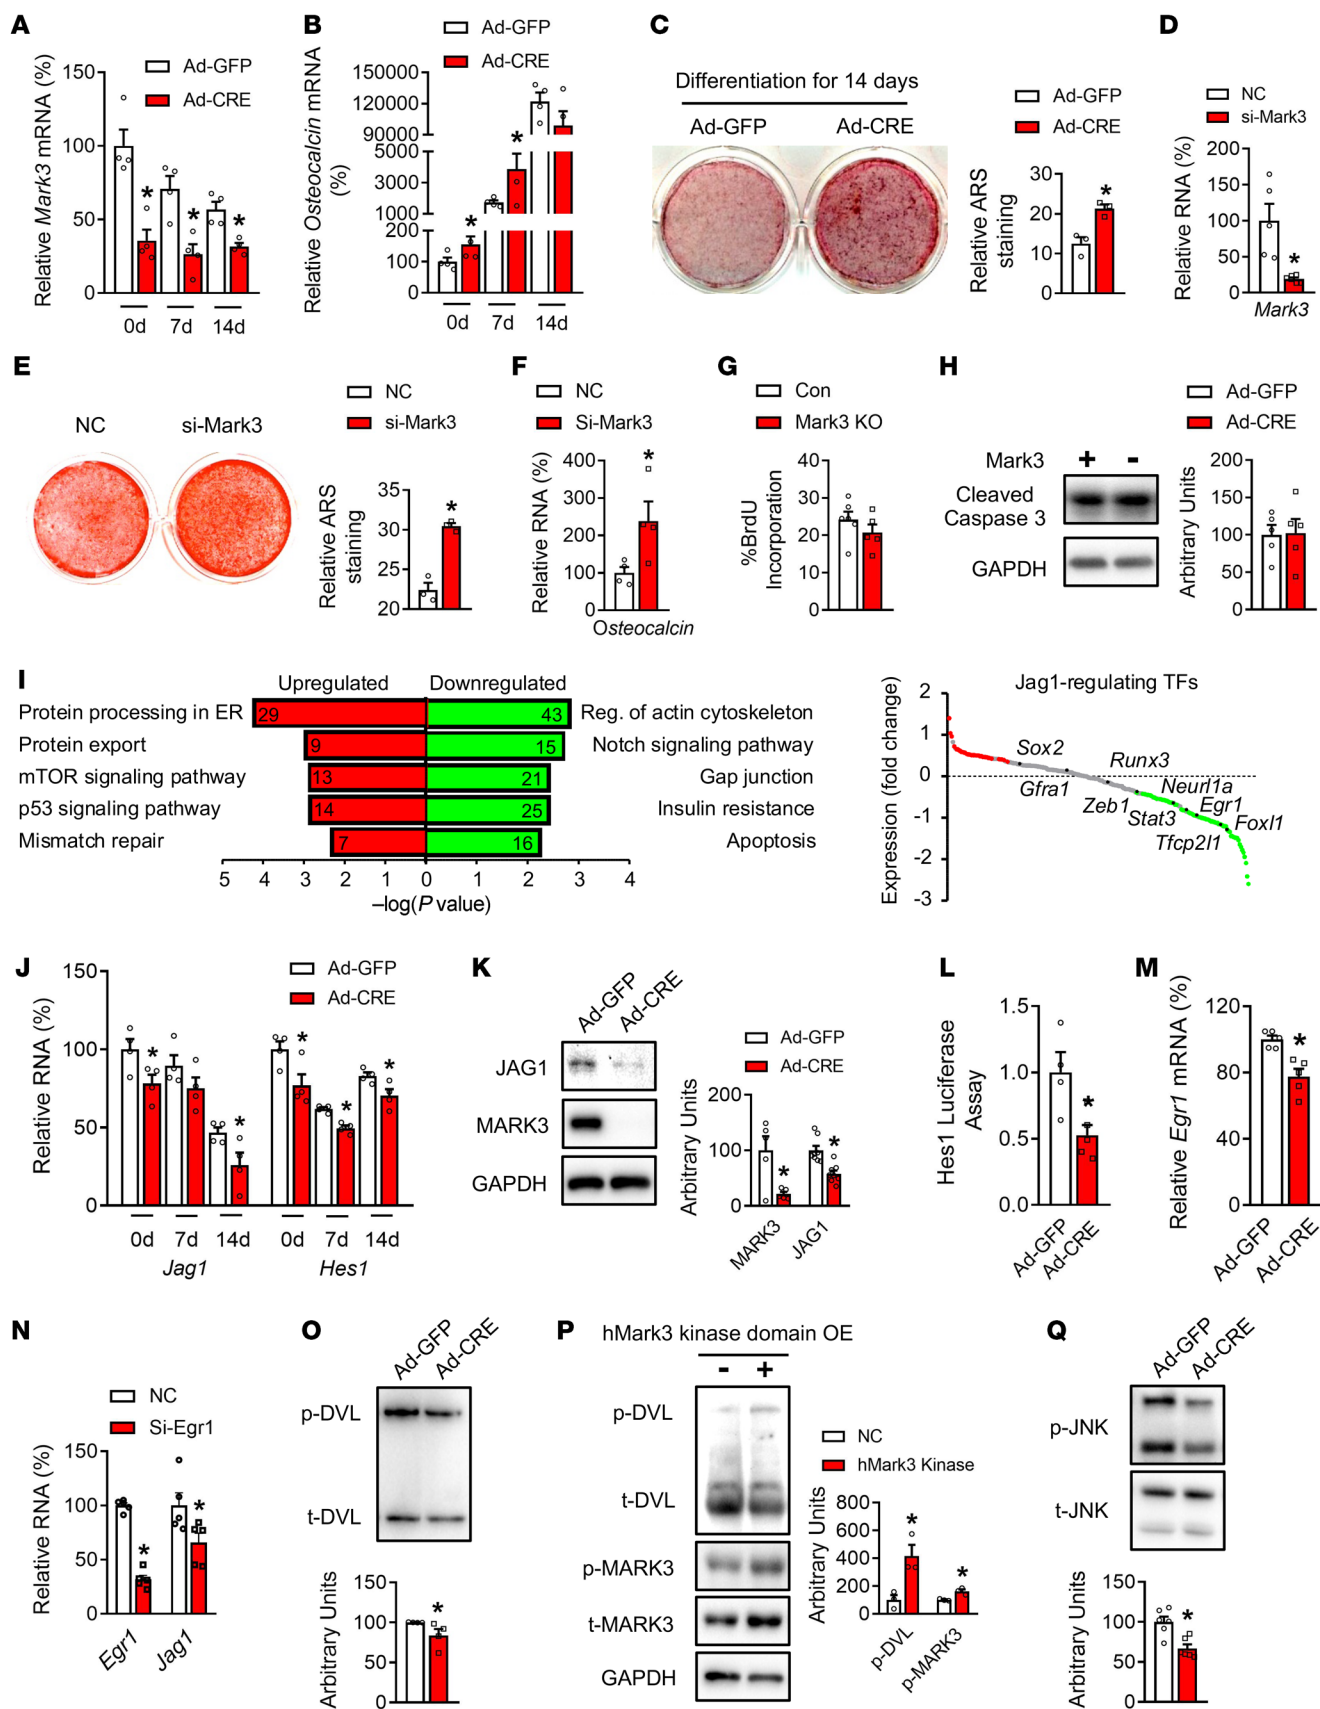 A
Relative Mark3 mRNA (%)
Ad-GFP
Ad-CRE
150
100
50
0
0d 7d 14d
B
Relative Osteocalcin mRNA
(%)
Ad-GFP
Ad-CRE
150000
120000
90000
5000
3000
1000
200
100
0
0d 7d 14d
* * * * * *
C
Differentiation for 14 days
Ad-GFP Ad-CRE
Ad-GFP
Ad-CRE
Relative ARS
staining
30
20
10
0
*
D
NC
si-Mark3
Relative RNA (%)
200
150
100
50
0
*
Mark3
E
NC si-Mark3
NC
si-Mark3
Relative ARS
staining
35
30
25
20
*
F
NC
Si-Mark3
Relative RNA (%)
400
300
200
100
0
*
Osteocalcin
G
Con
Mark3 KO
%BrdU
Incorporation
40
30
20
10
0
H
Mark3 + -
Cleaved
Caspase 3
GAPDH
Ad-GFP
Ad-CRE
Arbitrary Units
200
150
100
50
0
I
Upregulated Downregulated
Protein processing in ER 29 43 Reg. of actin cytoskeleton
Protein export 9 15 Notch signaling pathway
mTOR signaling pathway 13 21 Gap junction
p53 signaling pathway 14 25 Insulin resistance
Mismatch repair 7 16 Apoptosis
5 4 3 2 1 0 1 2 3 4
–log(P value)
Jag1-regulating TFs
Expression (fold change)
2
1
0
-1
-2
-3
Sox2
Runx3
Gfra1
Neurl1a
Zeb1
Egr1
Stat3
Foxl1
Tfcp2l1
J
Ad-GFP
Ad-CRE
Relative RNA (%)
150
100
50
0
* * * * *
0d 7d 14d 0d 7d 14d
Jag1 Hes1
K
Ad-GFP
Ad-CRE
JAG1
MARK3
GAPDH
Ad-GFP
Ad-CRE
Arbitrary Units
200
100
0
* *
MARK3
JAG1
L
Hes1 Luciferase
Assay
1.5
1.0
0.5
0.0
*
Ad-GFP
Ad-CRE
M
Relative Egr1 mRNA (%)
120
80
40
0
*
Ad-GFP
Ad-CRE
N
NC
Si-Egr1
Relative RNA (%)
150
100
50
0
* *
Egr1
Jag1
O
Ad-GFP
Ad-CRE
p-DVL
t-DVL
Arbitrary Units
150
100
50
0
*
P
hMark3 kinase domain OE
- +
p-DVL
t-DVL
p-MARK3
t-MARK3
GAPDH
NC
hMark3 Kinase
Arbitrary Units
800
600
400
200
0
* *
p-DVL
p-MARK3
Q
Ad-GFP
Ad-CRE
p-JNK
t-JNK
Arbitrary Units
150
100
50
0
*